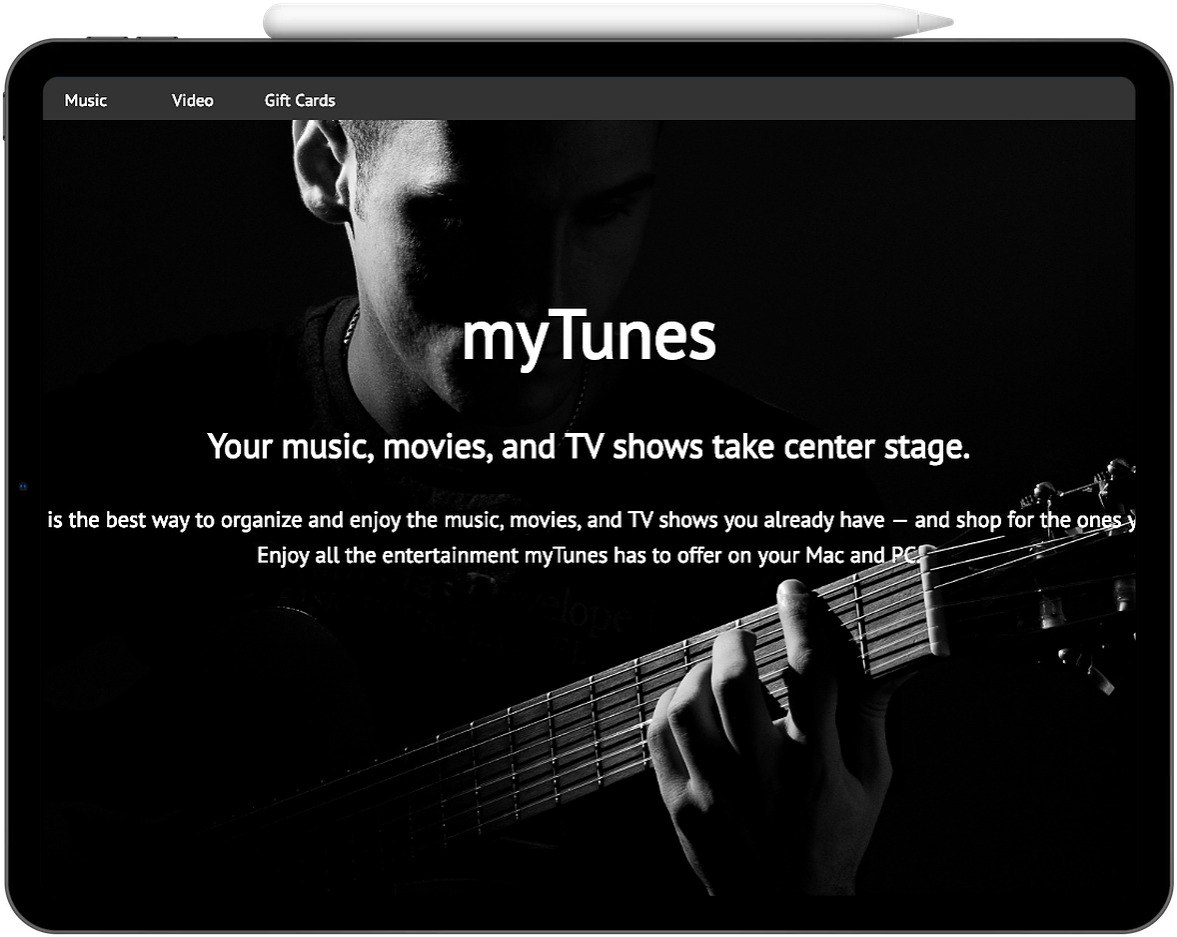 Music Video Gift Cards
myTunes
Your music, movies, and TV shows take center stage.
is the best way to organize and enjoy the music, movies, and TV shows you already have — and shop for the ones
Enjoy all the entertainment myTunes has to offer on your Mac and PC